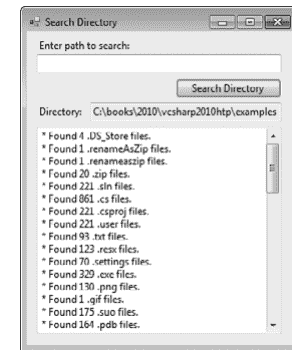 Search Directory
Enter path to search:
Search Directory
Directory: C:\books\2010\vcsharp2010htp\examples
* Found 4 .DS_Store files.
* Found 1 .renameAsZip files.
* Found 1 .renameaszip files.
* Found 20 .zip files.
* Found 221 .sln files.
* Found 861 .cs files.
* Found 221 .csproj files.
* Found 221 .user files.
* Found 93 .txt files.
* Found 123 .resx files.
* Found 70 .settings files.
* Found 329 .exe files.
* Found 130 .png files.
* Found 1 .gif files.
* Found 175 .suo files.
* Found 164 .pdb files.